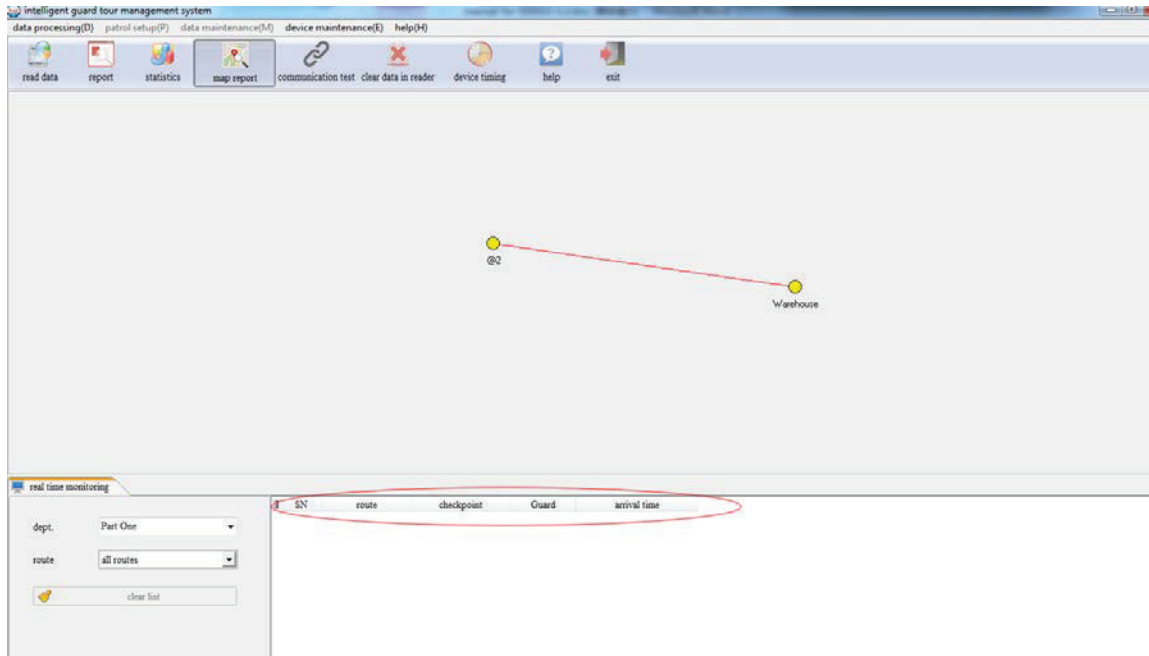 intelligent guard tour management system
data processing(D) patrol setup(P) data maintenance(M) device maintenance(E) help(H)
read data report statistics map report communication test clear data in reader device timing help exit
@2
Warehouse
real time monitoring
SN route checkpoint Guard arrival time
dept. Part One
route all routes
clear list